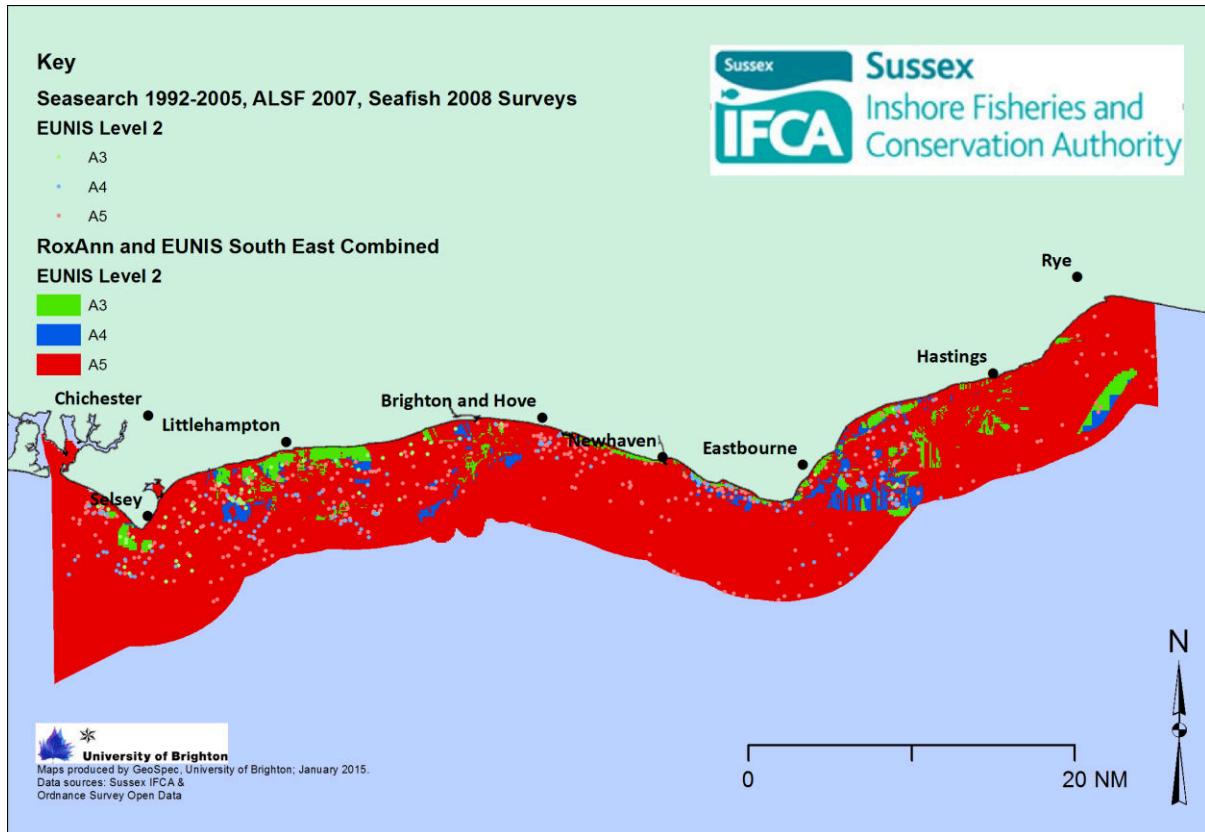 Key
Seasearch 1992-2005, ALSF 2007, Seafish 2008 Surveys
EUNIS Level 2
A3
A4
A5
RoxAnn and EUNIS South East Combined
EUNIS Level 2
A3
A4
A5
Sussex
IFCA
Sussex
Inshore Fisheries and
Conservation Authority
Rye
Hastings
Chichester
Littlehampton
Brighton and Hove
Newhaven
Eastbourne
Selsey
N
0
20 NM
University of Brighton
Maps produced by GeoSpec, University of Brighton; January 2015.
Data sources: Sussex IFCA &
Ordnance Survey Open Data